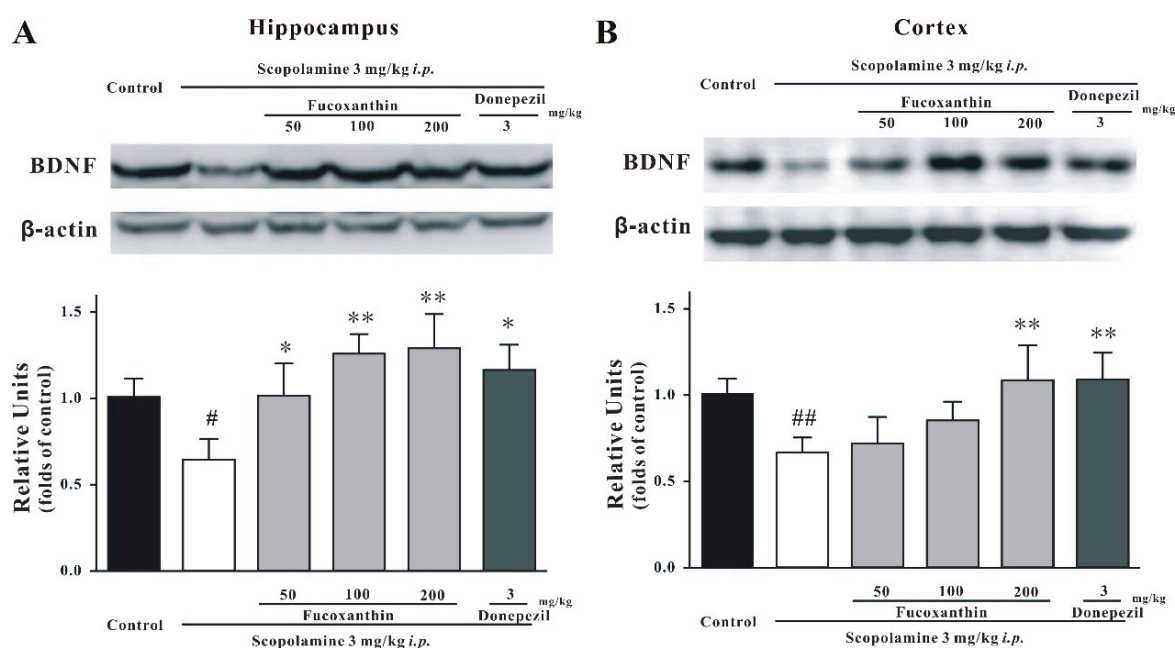 A
Hippocampus
Scopolamine 3 mg/kg i.p.
Control
Fucoxanthin
Donepezil
mg/kg
50 100 200 3
BDNF
β-actin
Relative Units
(folds of control)
1.5
1.0
0.5
0.0
#
*
**
**
*
50 100 200 3 mg/kg
Control Fucoxanthin Donepezil
Scopolamine 3 mg/kg i.p.
B
Cortex
Scopolamine 3 mg/kg i.p.
Control
Fucoxanthin
Donepezil
mg/kg
50 100 200 3
BDNF
β-actin
Relative Units
(folds of control)
1.5
1.0
0.5
0.0
##
**
**
50 100 200 3 mg/kg
Control Fucoxanthin Donepezil
Scopolamine 3 mg/kg i.p.